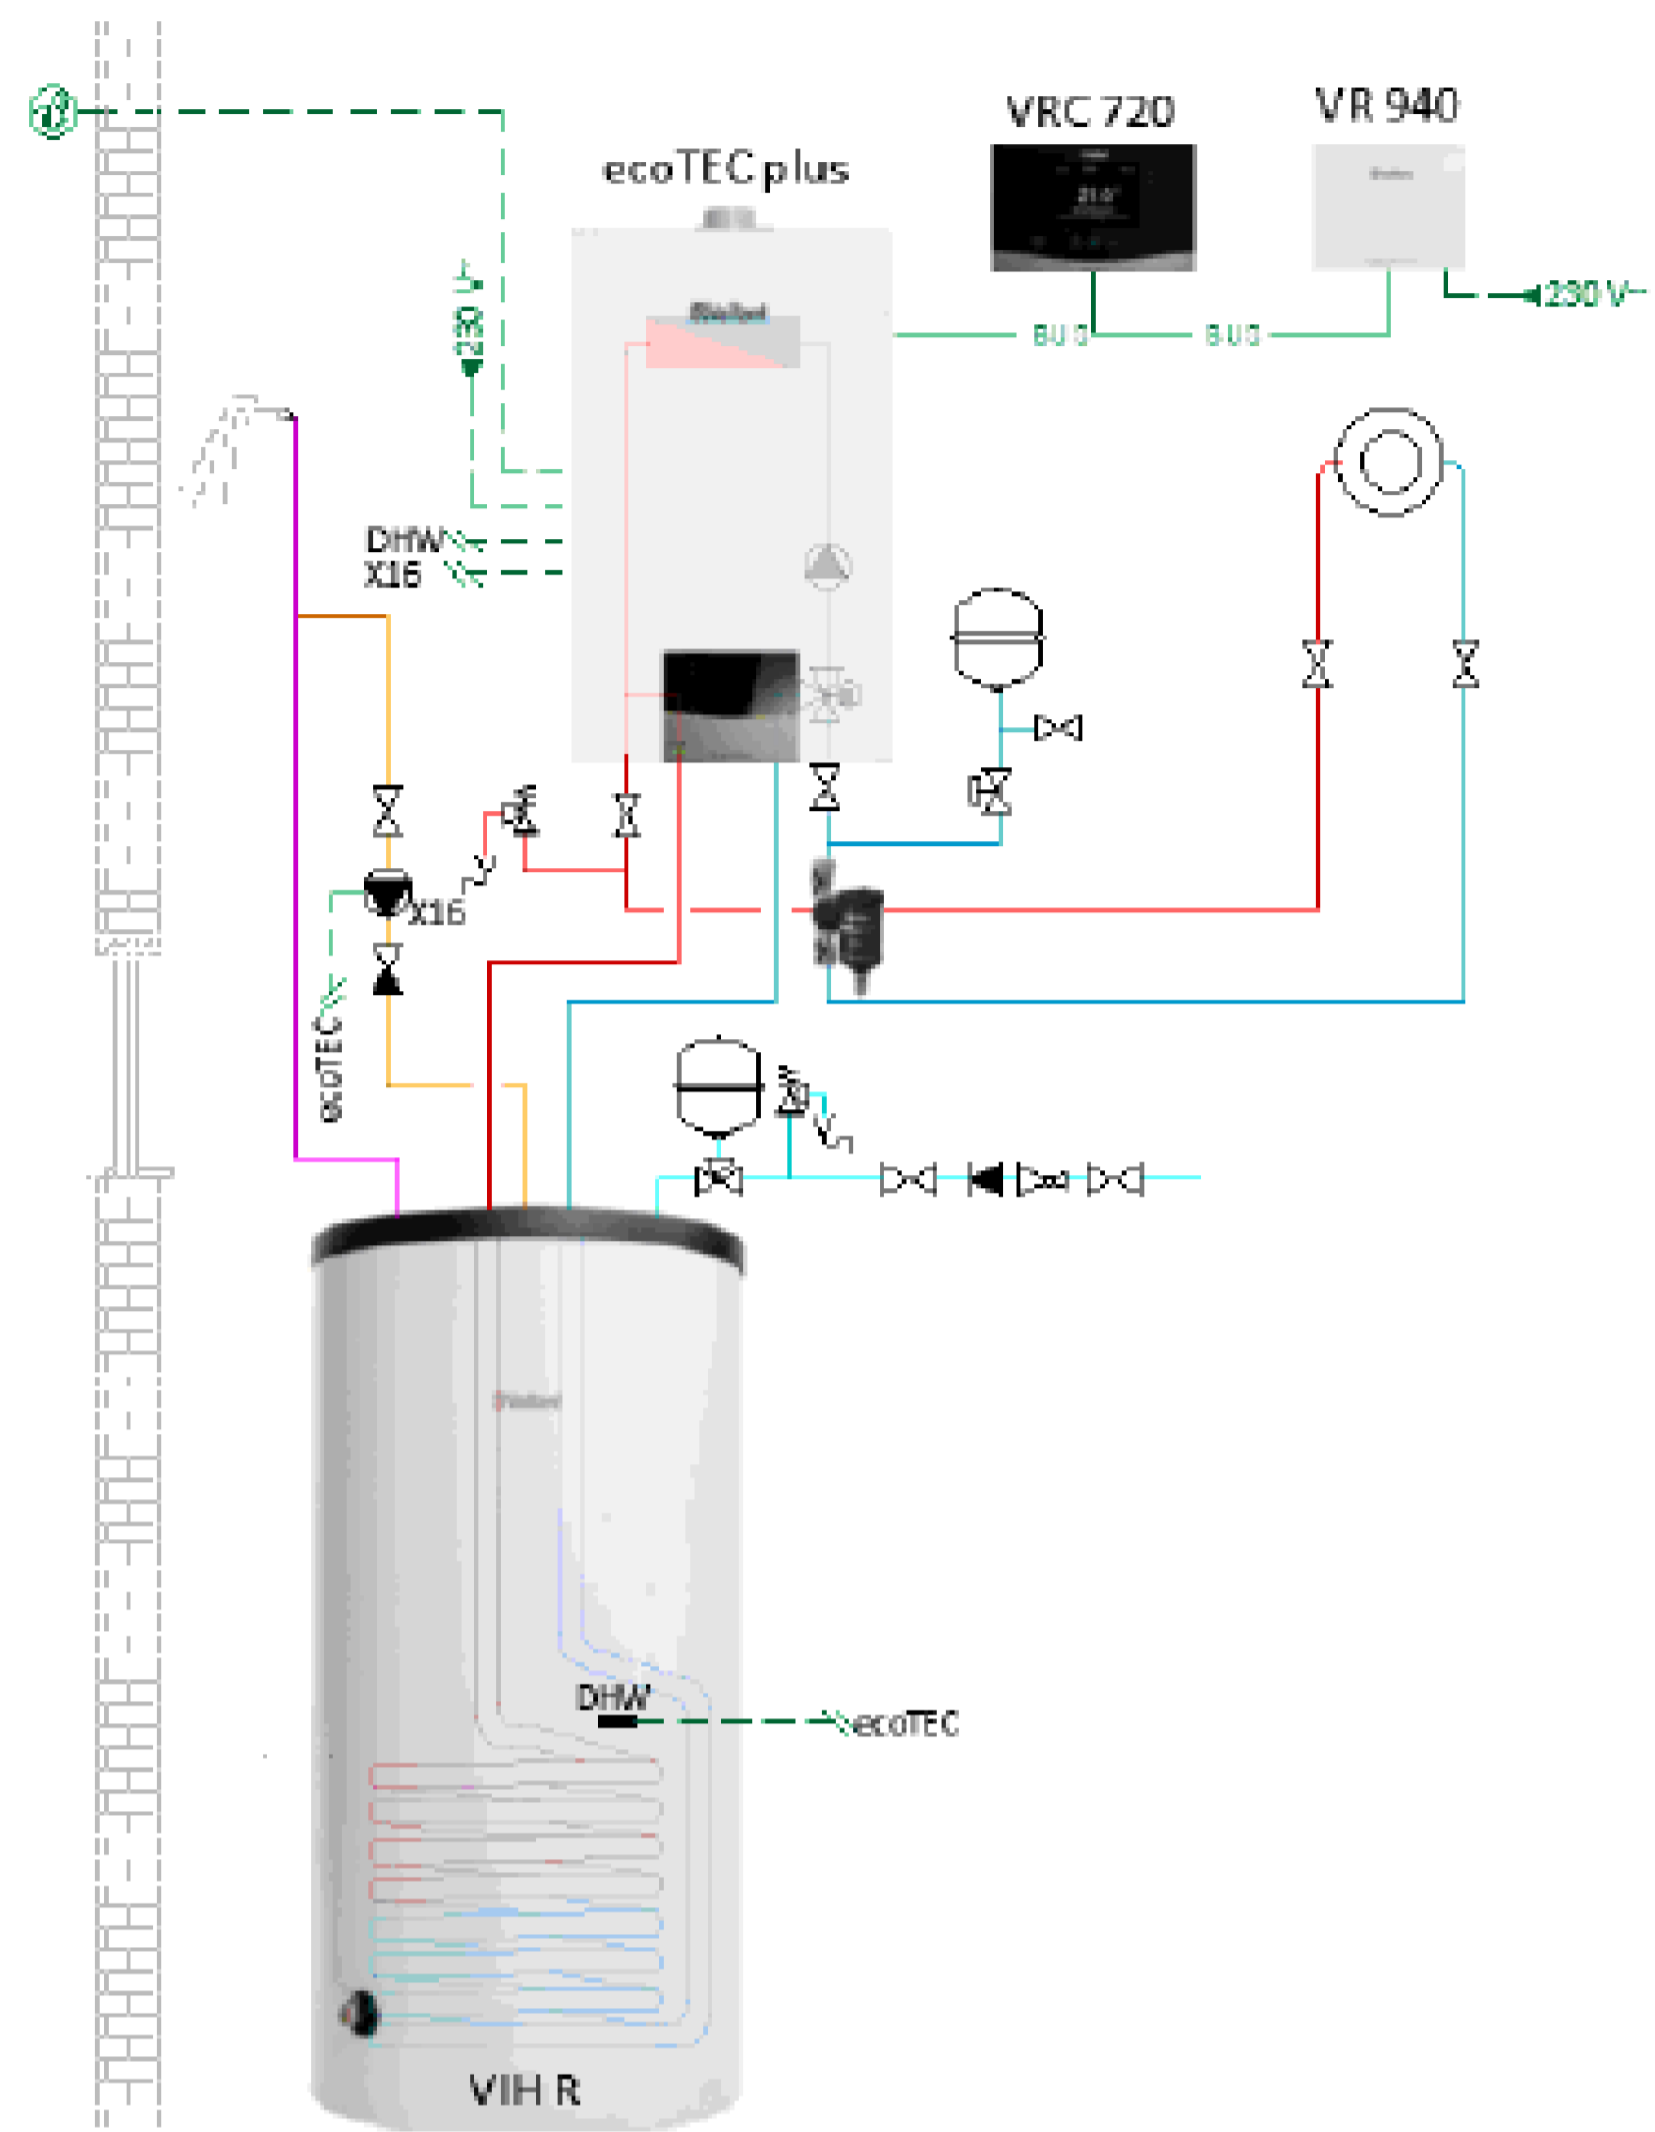 VRC 720
VR 940
ecoTEC plus
230 V~
230 V~
BUS
BUS
DHW
X16
X16
ecoTEC
DHW
ecoTEC
VIH R